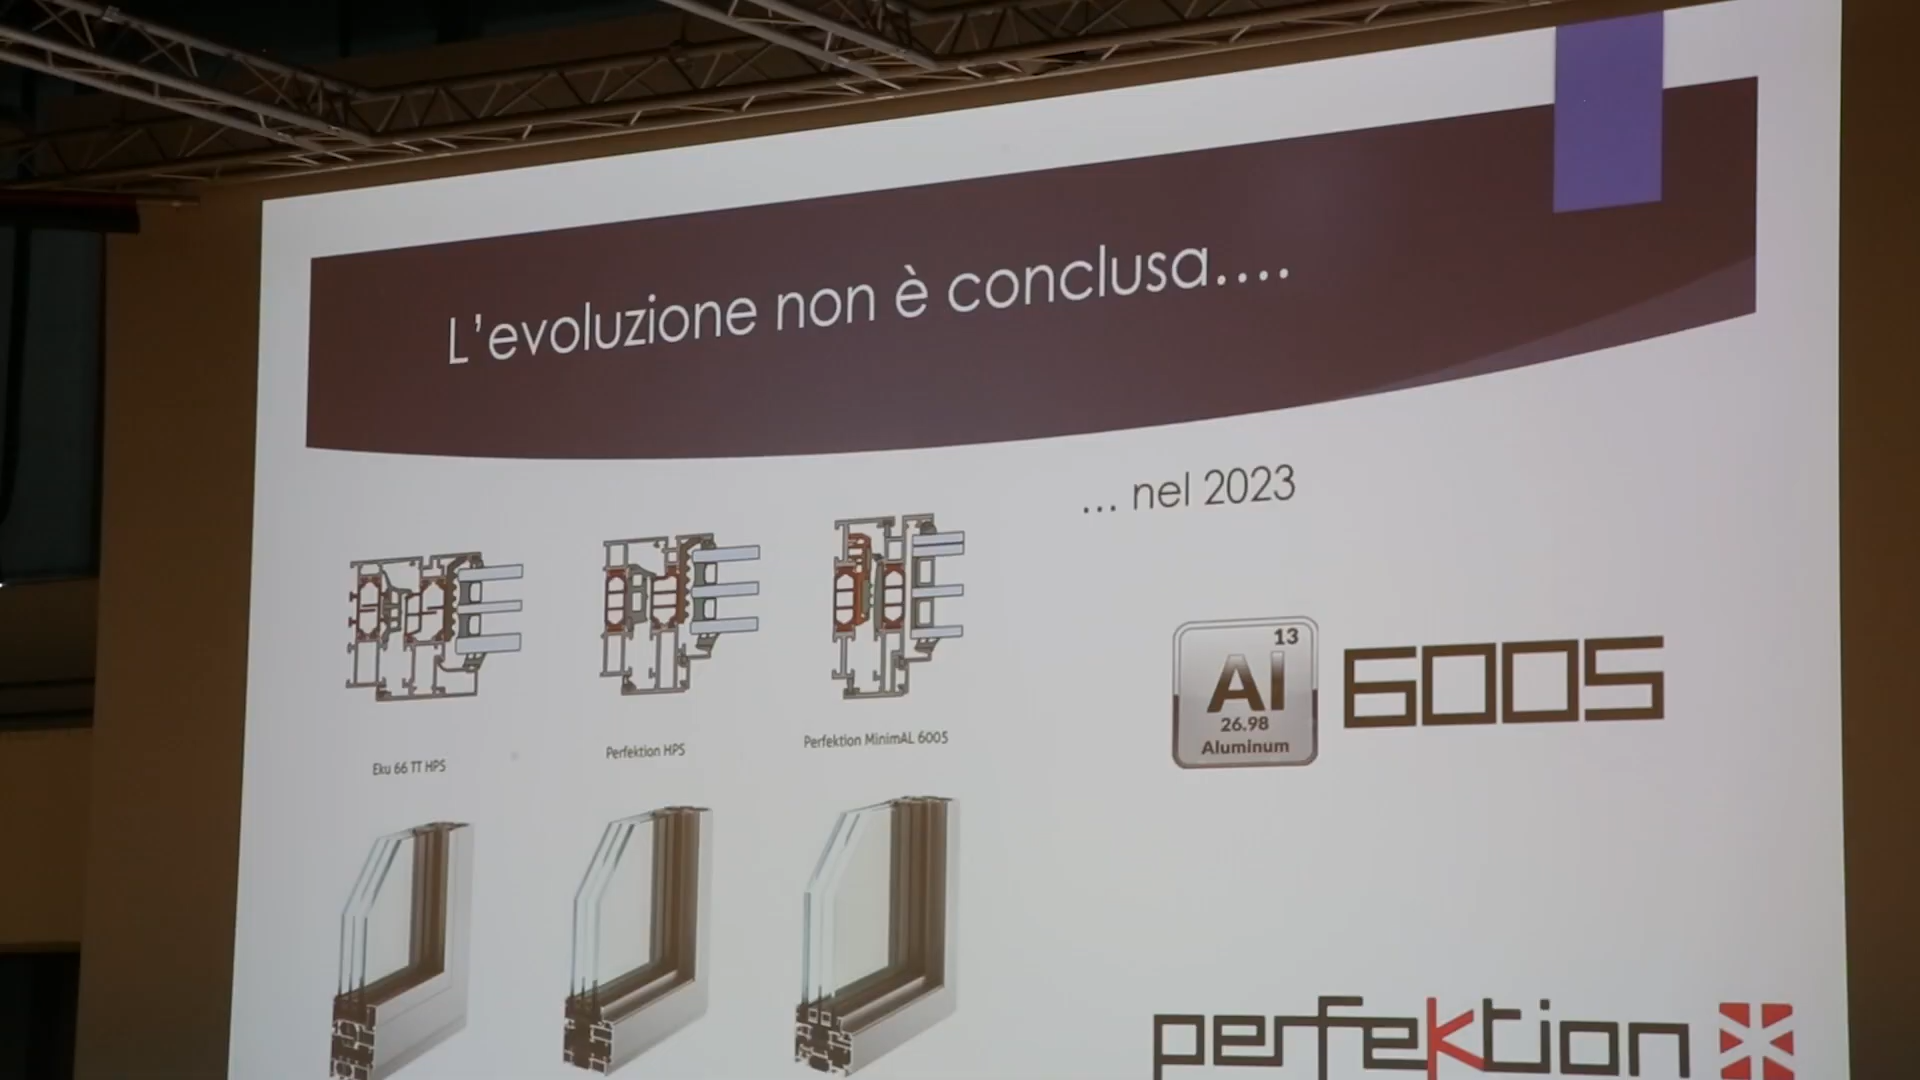 L'evoluzione non è conclusa....
... nel 2023
Eku 66 TT HPS
Perfektion HPS
Perfektion MinimAL 6005
13
Al
26.98
Aluminum
6005
perfektion